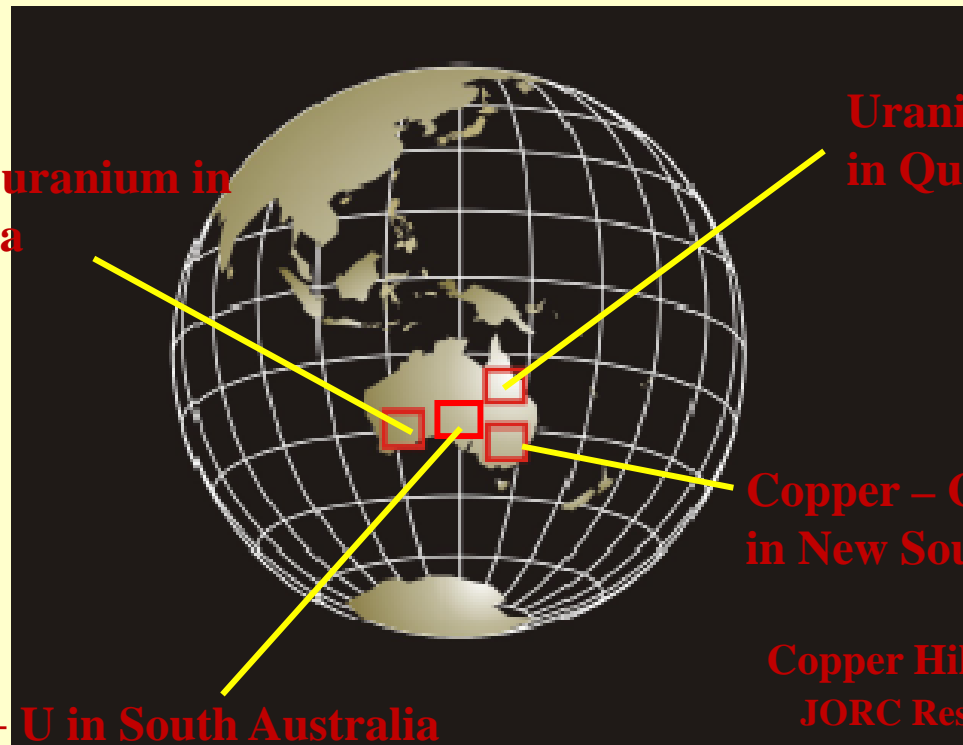 uranium in
a
Urani
in Qu
Copper –
in New Sou
Copper Hil
JORC Res
- U in South Australia